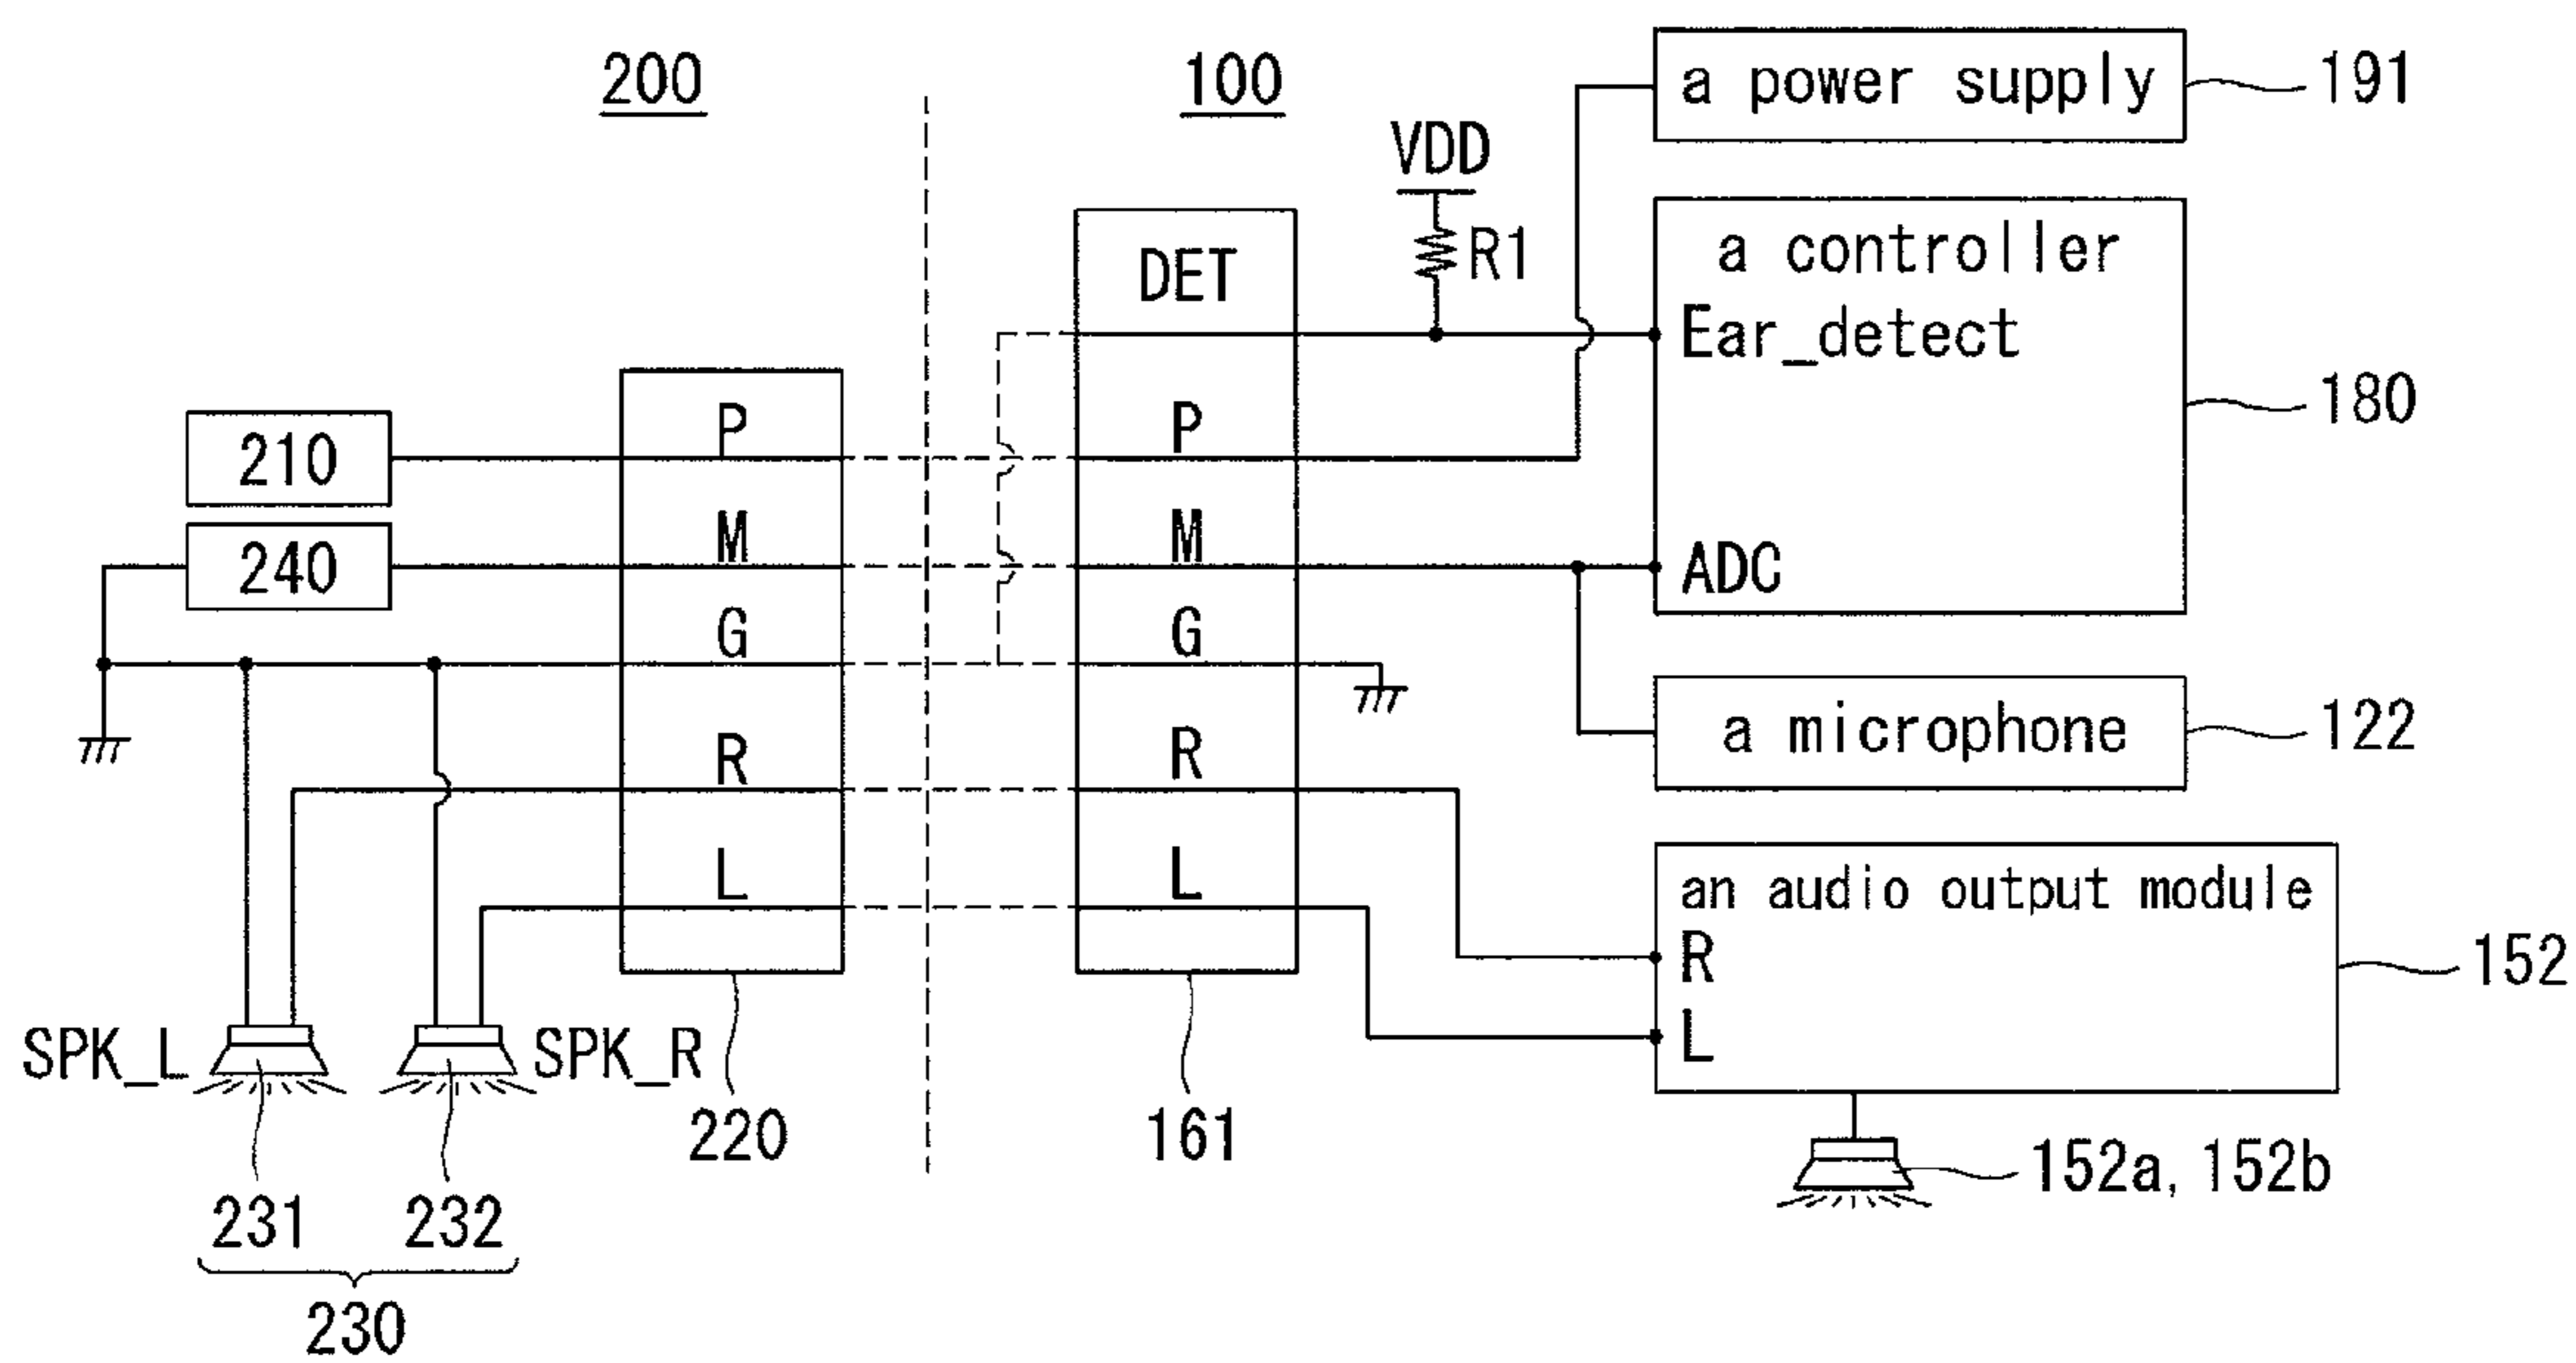 200
100
a power supply
191
VDD
R1
a controller
Ear_detect
ADC
180
DET
P
M
G
R
L
P
M
G
R
L
210
240
a microphone
122
an audio output module
R
L
152
SPK_L
SPK_R
220
161
152a, 152b
231
232
230